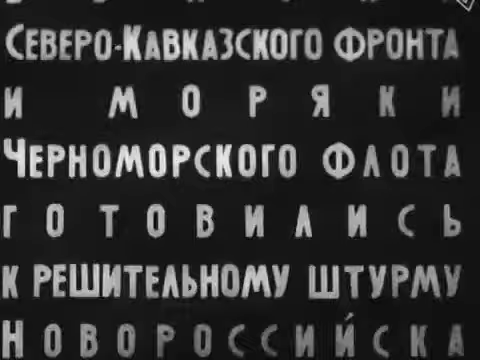 Северо-Кавказского фронта
и моряки
Черноморского флота
готовились
к решительному штурму
Новороссийска